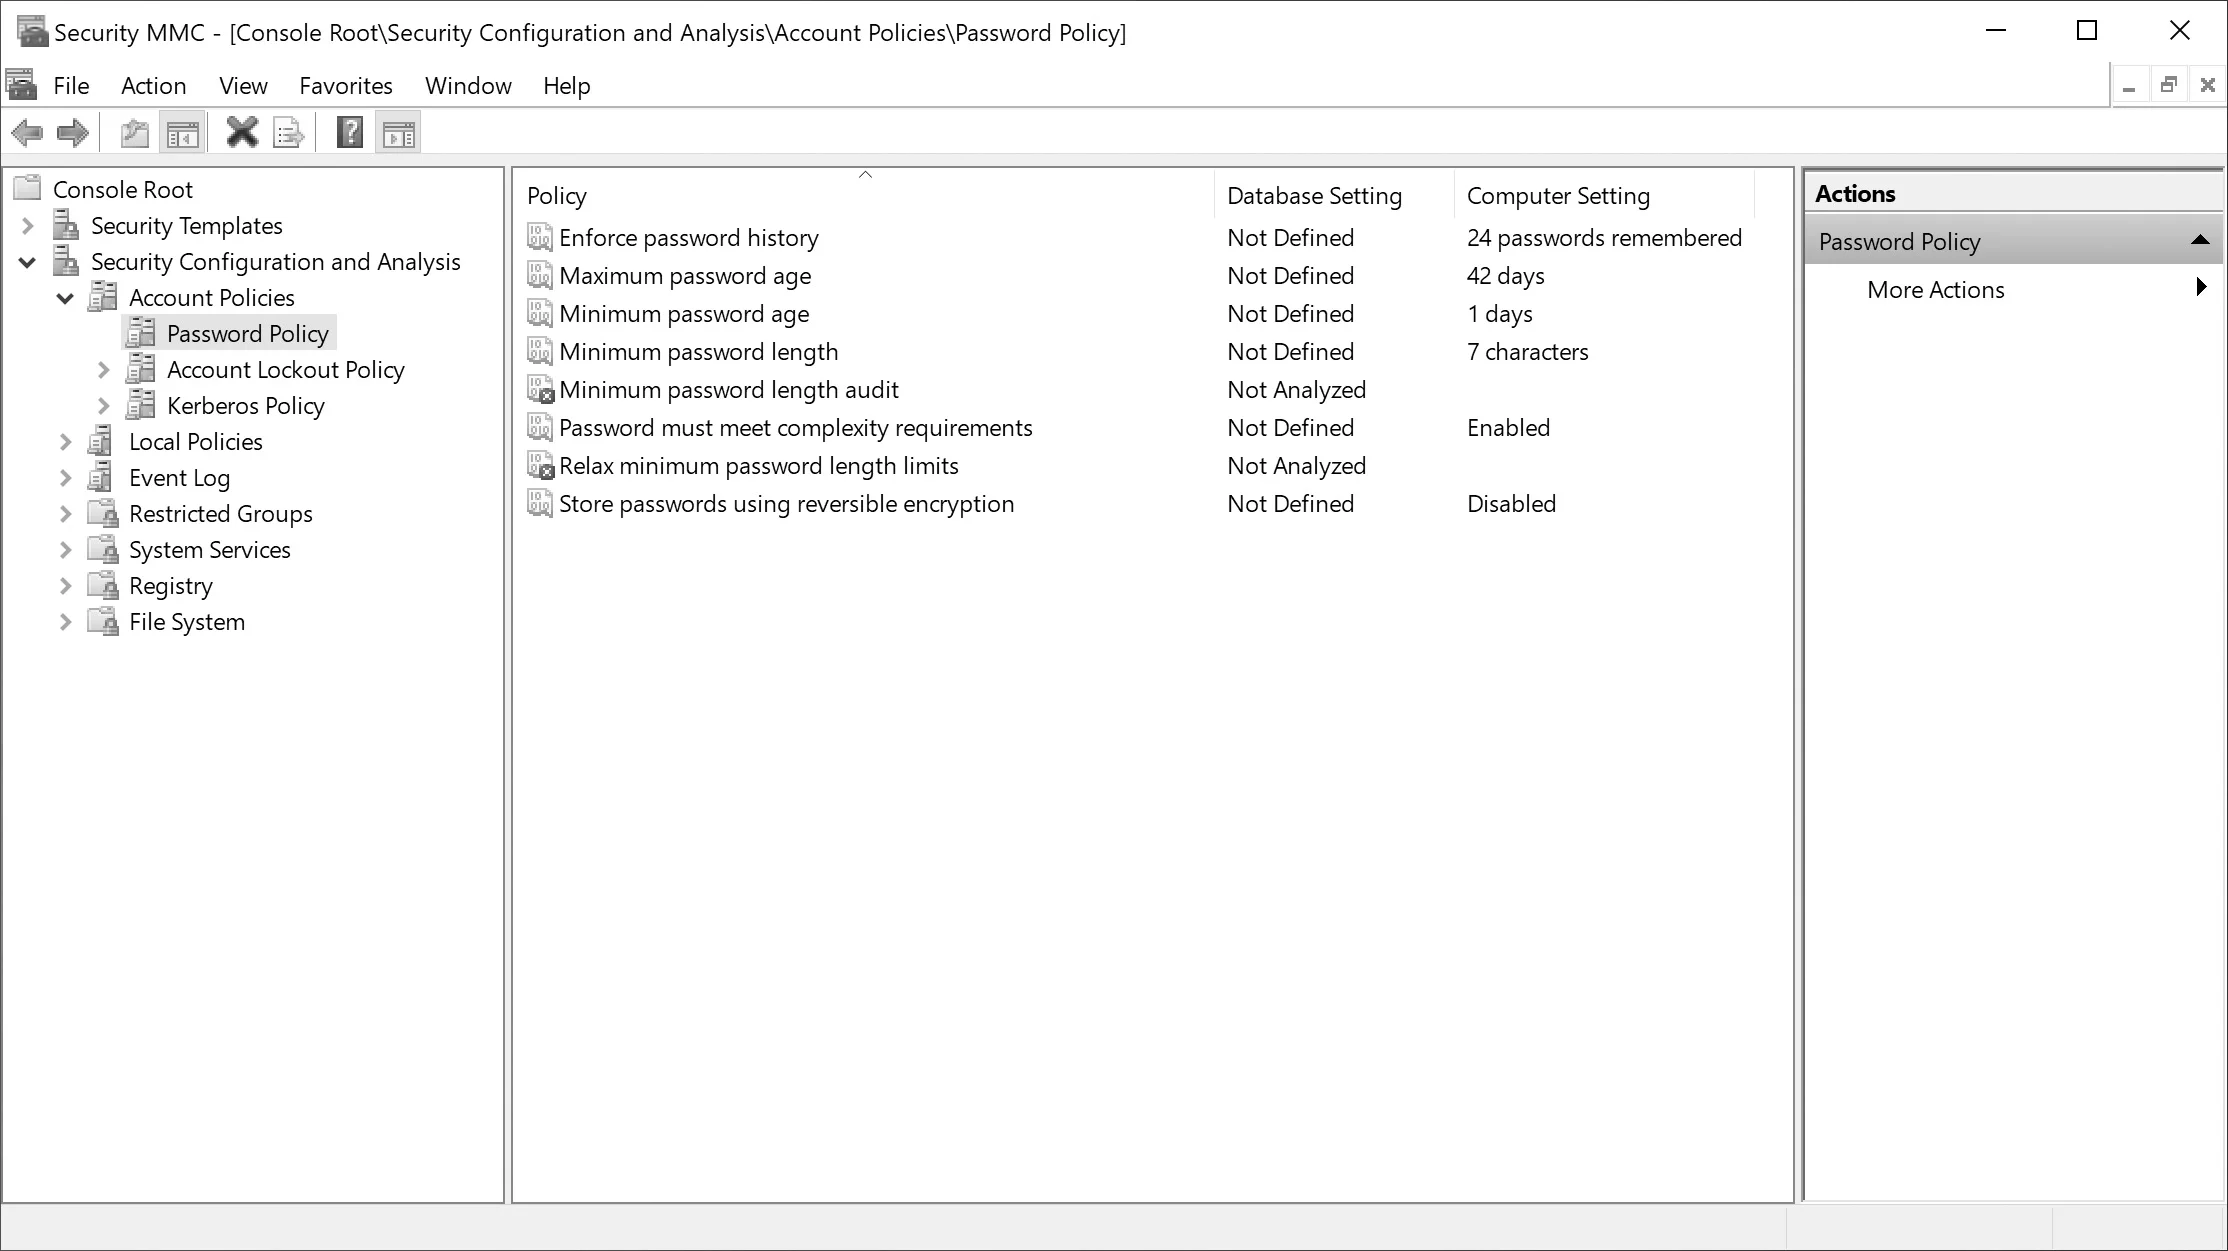 Security MMC - [Console Root\Security Configuration and Analysis\Account Policies\Password Policy]
File Action View Favorites Window Help
Console Root
Security Templates
Security Configuration and Analysis
Account Policies
Password Policy
Account Lockout Policy
Kerberos Policy
Local Policies
Event Log
Restricted Groups
System Services
Registry
File System
Policy Database Setting Computer Setting
Enforce password history Not Defined 24 passwords remembered
Maximum password age Not Defined 42 days
Minimum password age Not Defined 1 days
Minimum password length Not Defined 7 characters
Minimum password length audit Not Analyzed
Password must meet complexity requirements Not Defined Enabled
Relax minimum password length limits Not Analyzed
Store passwords using reversible encryption Not Defined Disabled
Actions
Password Policy
More Actions